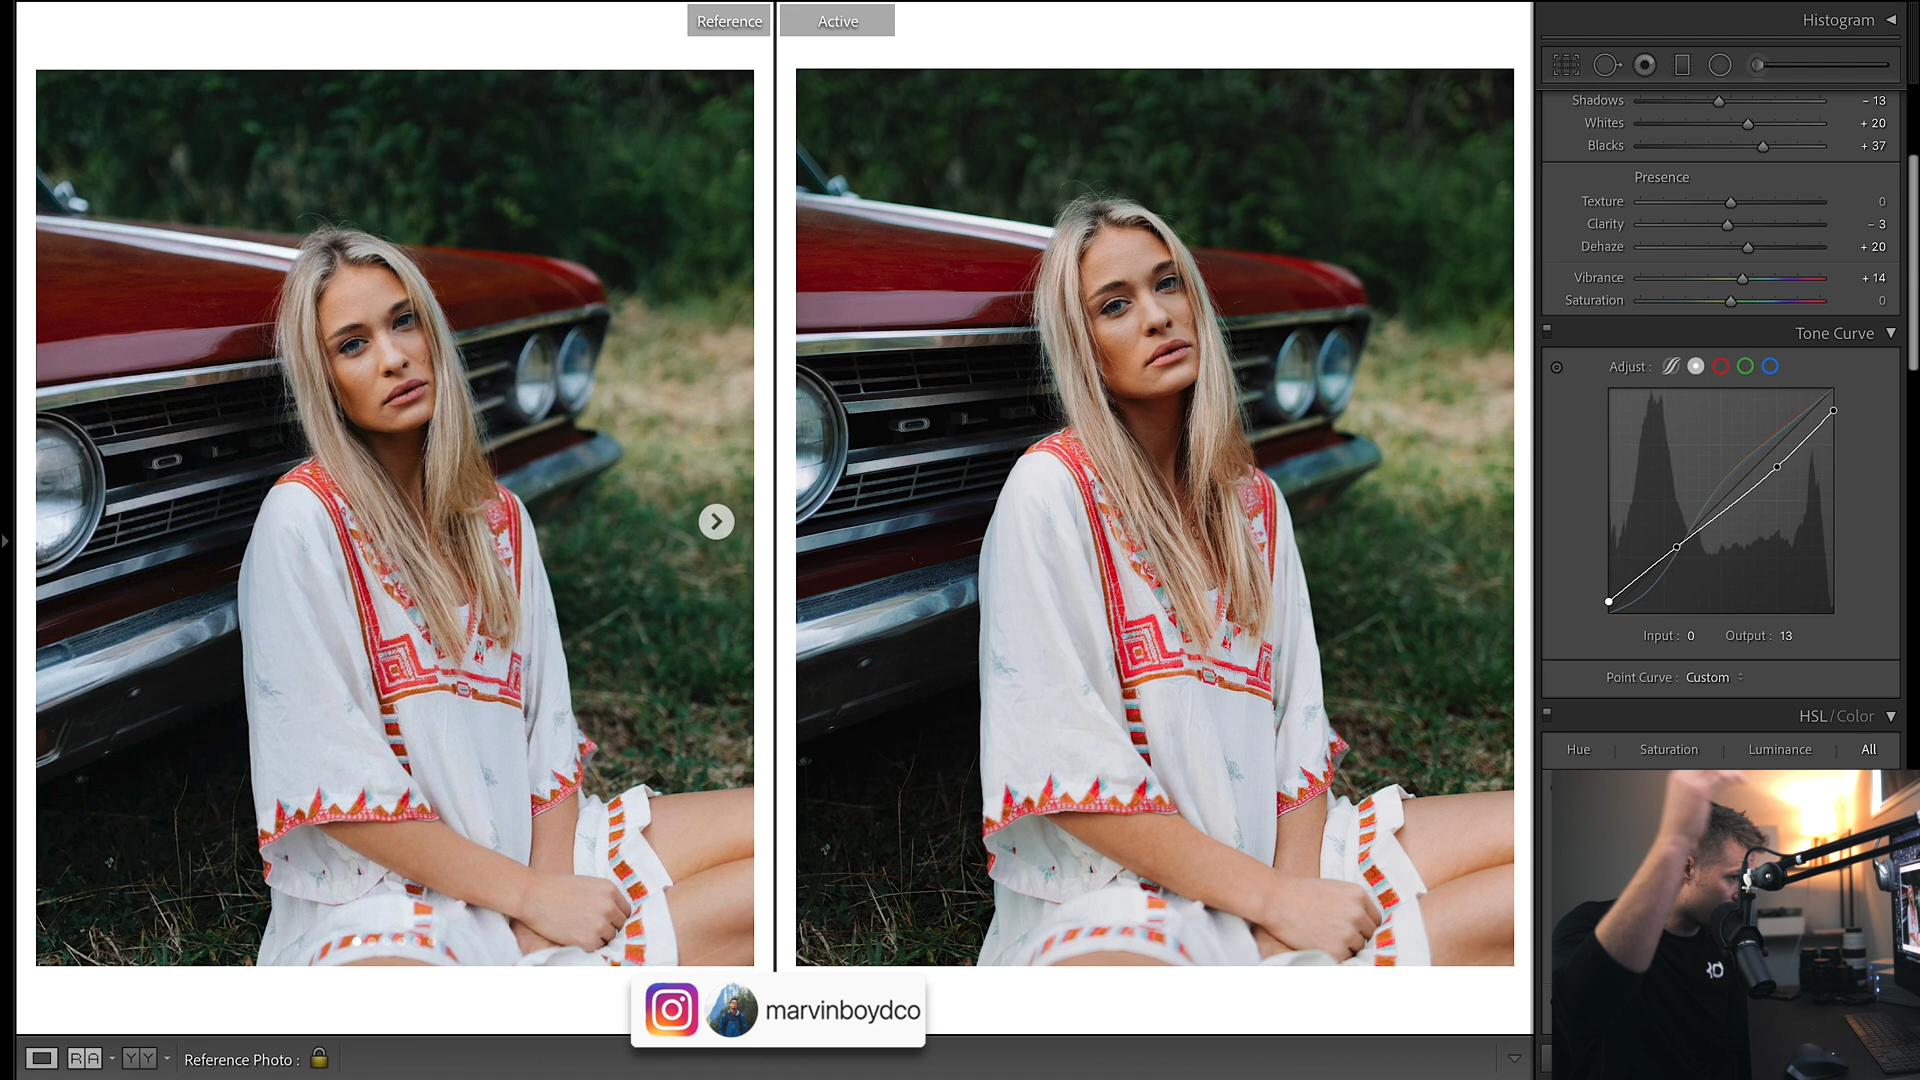 Reference
Active
Histogram
Shadows - 13
Whites + 20
Blacks + 37
Presence
Texture 0
Clarity - 3
Dehaze + 20
Vibrance + 14
Saturation 0
Tone Curve
Adjust :
Input : 0 Output : 13
Point Curve : Custom
HSL / Color
Hue Saturation Luminance All
marvinboydco
R A Y Y Reference Photo :